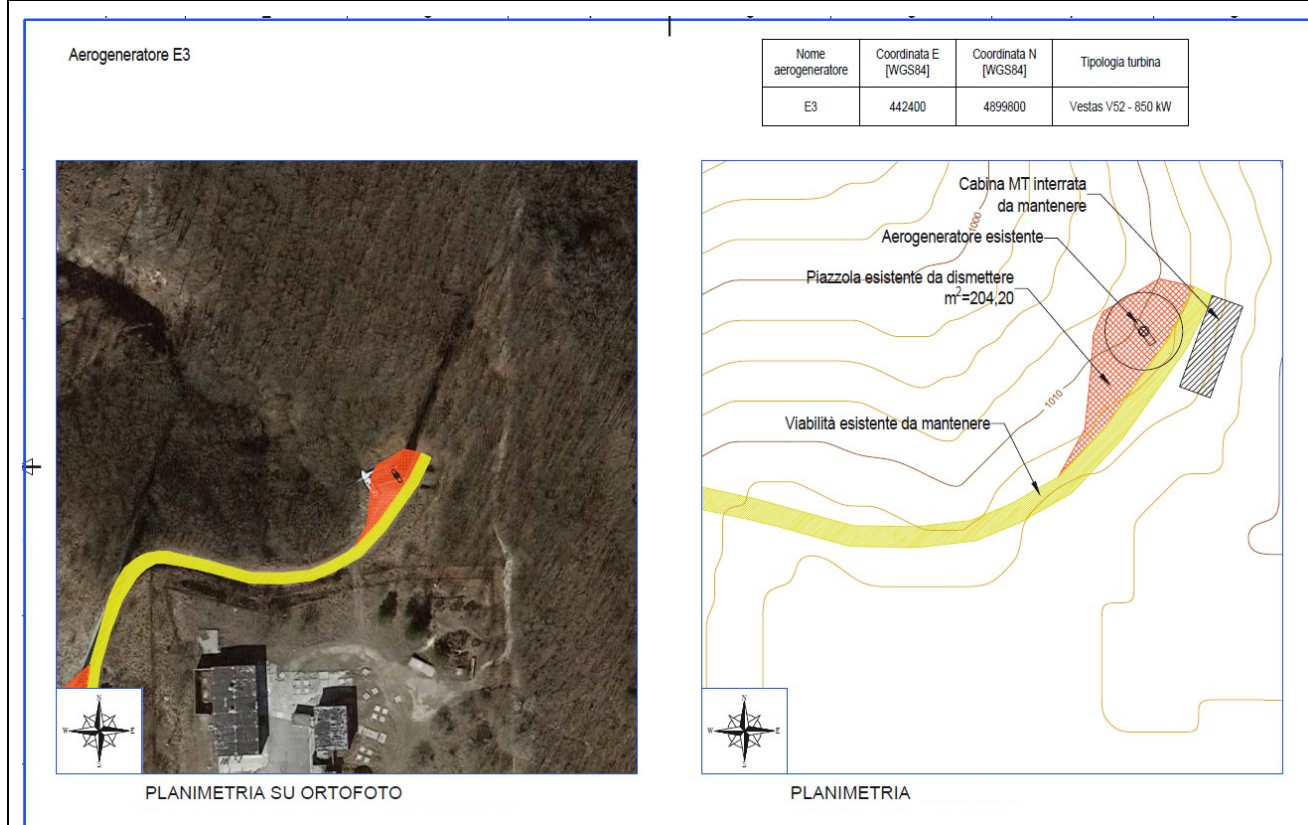 Aerogeneratore E3
Nome aerogeneratore
Coordinata E [WGS84]
Coordinata N [WGS84]
Tipologia turbina
E3
442400
4899800
Vestas V52 - 850 kW
Cabina MT interrata
da mantenere
1000
Aerogeneratore esistente
Piazzola esistente da dismettere
m²=204,20
1010
Viabilità esistente da mantenere
N
W
E
S
N
W
E
S
PLANIMETRIA SU ORTOFOTO
PLANIMETRIA